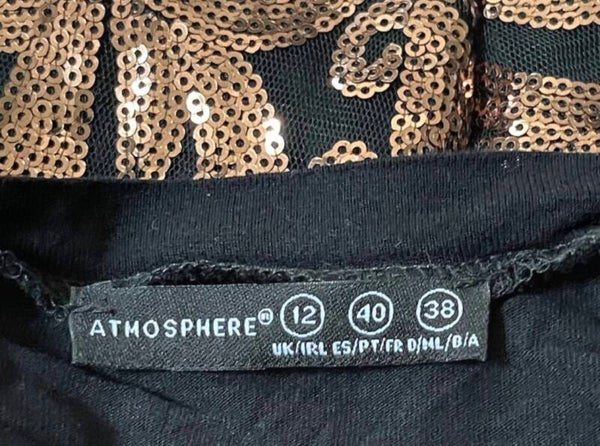 ATMOSPHERE® 12 40 38
UK/IRL ES/PT/FR D/NL/B/A